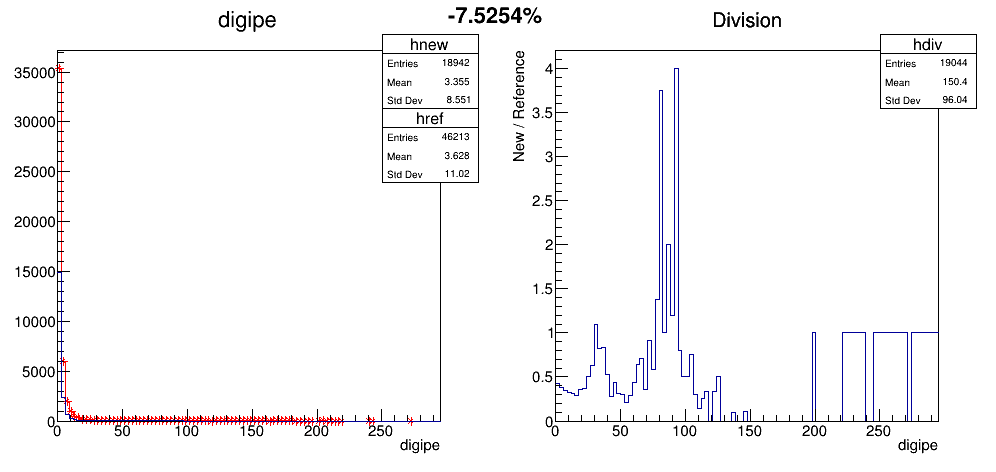 -7.5254%
digipe
hnew
Entries 18942
Mean 3.355
Std Dev 8.551
href
Entries 46213
Mean 3.628
Std Dev 11.02
35000
30000
25000
20000
15000
10000
5000
0
0 50 100 150 200 250
digipe
Division
hdiv
Entries 19044
Mean 150.4
Std Dev 96.04
New / Reference
4
3.5
3
2.5
2
1.5
1
0.5
0
0 50 100 150 200 250
digipe